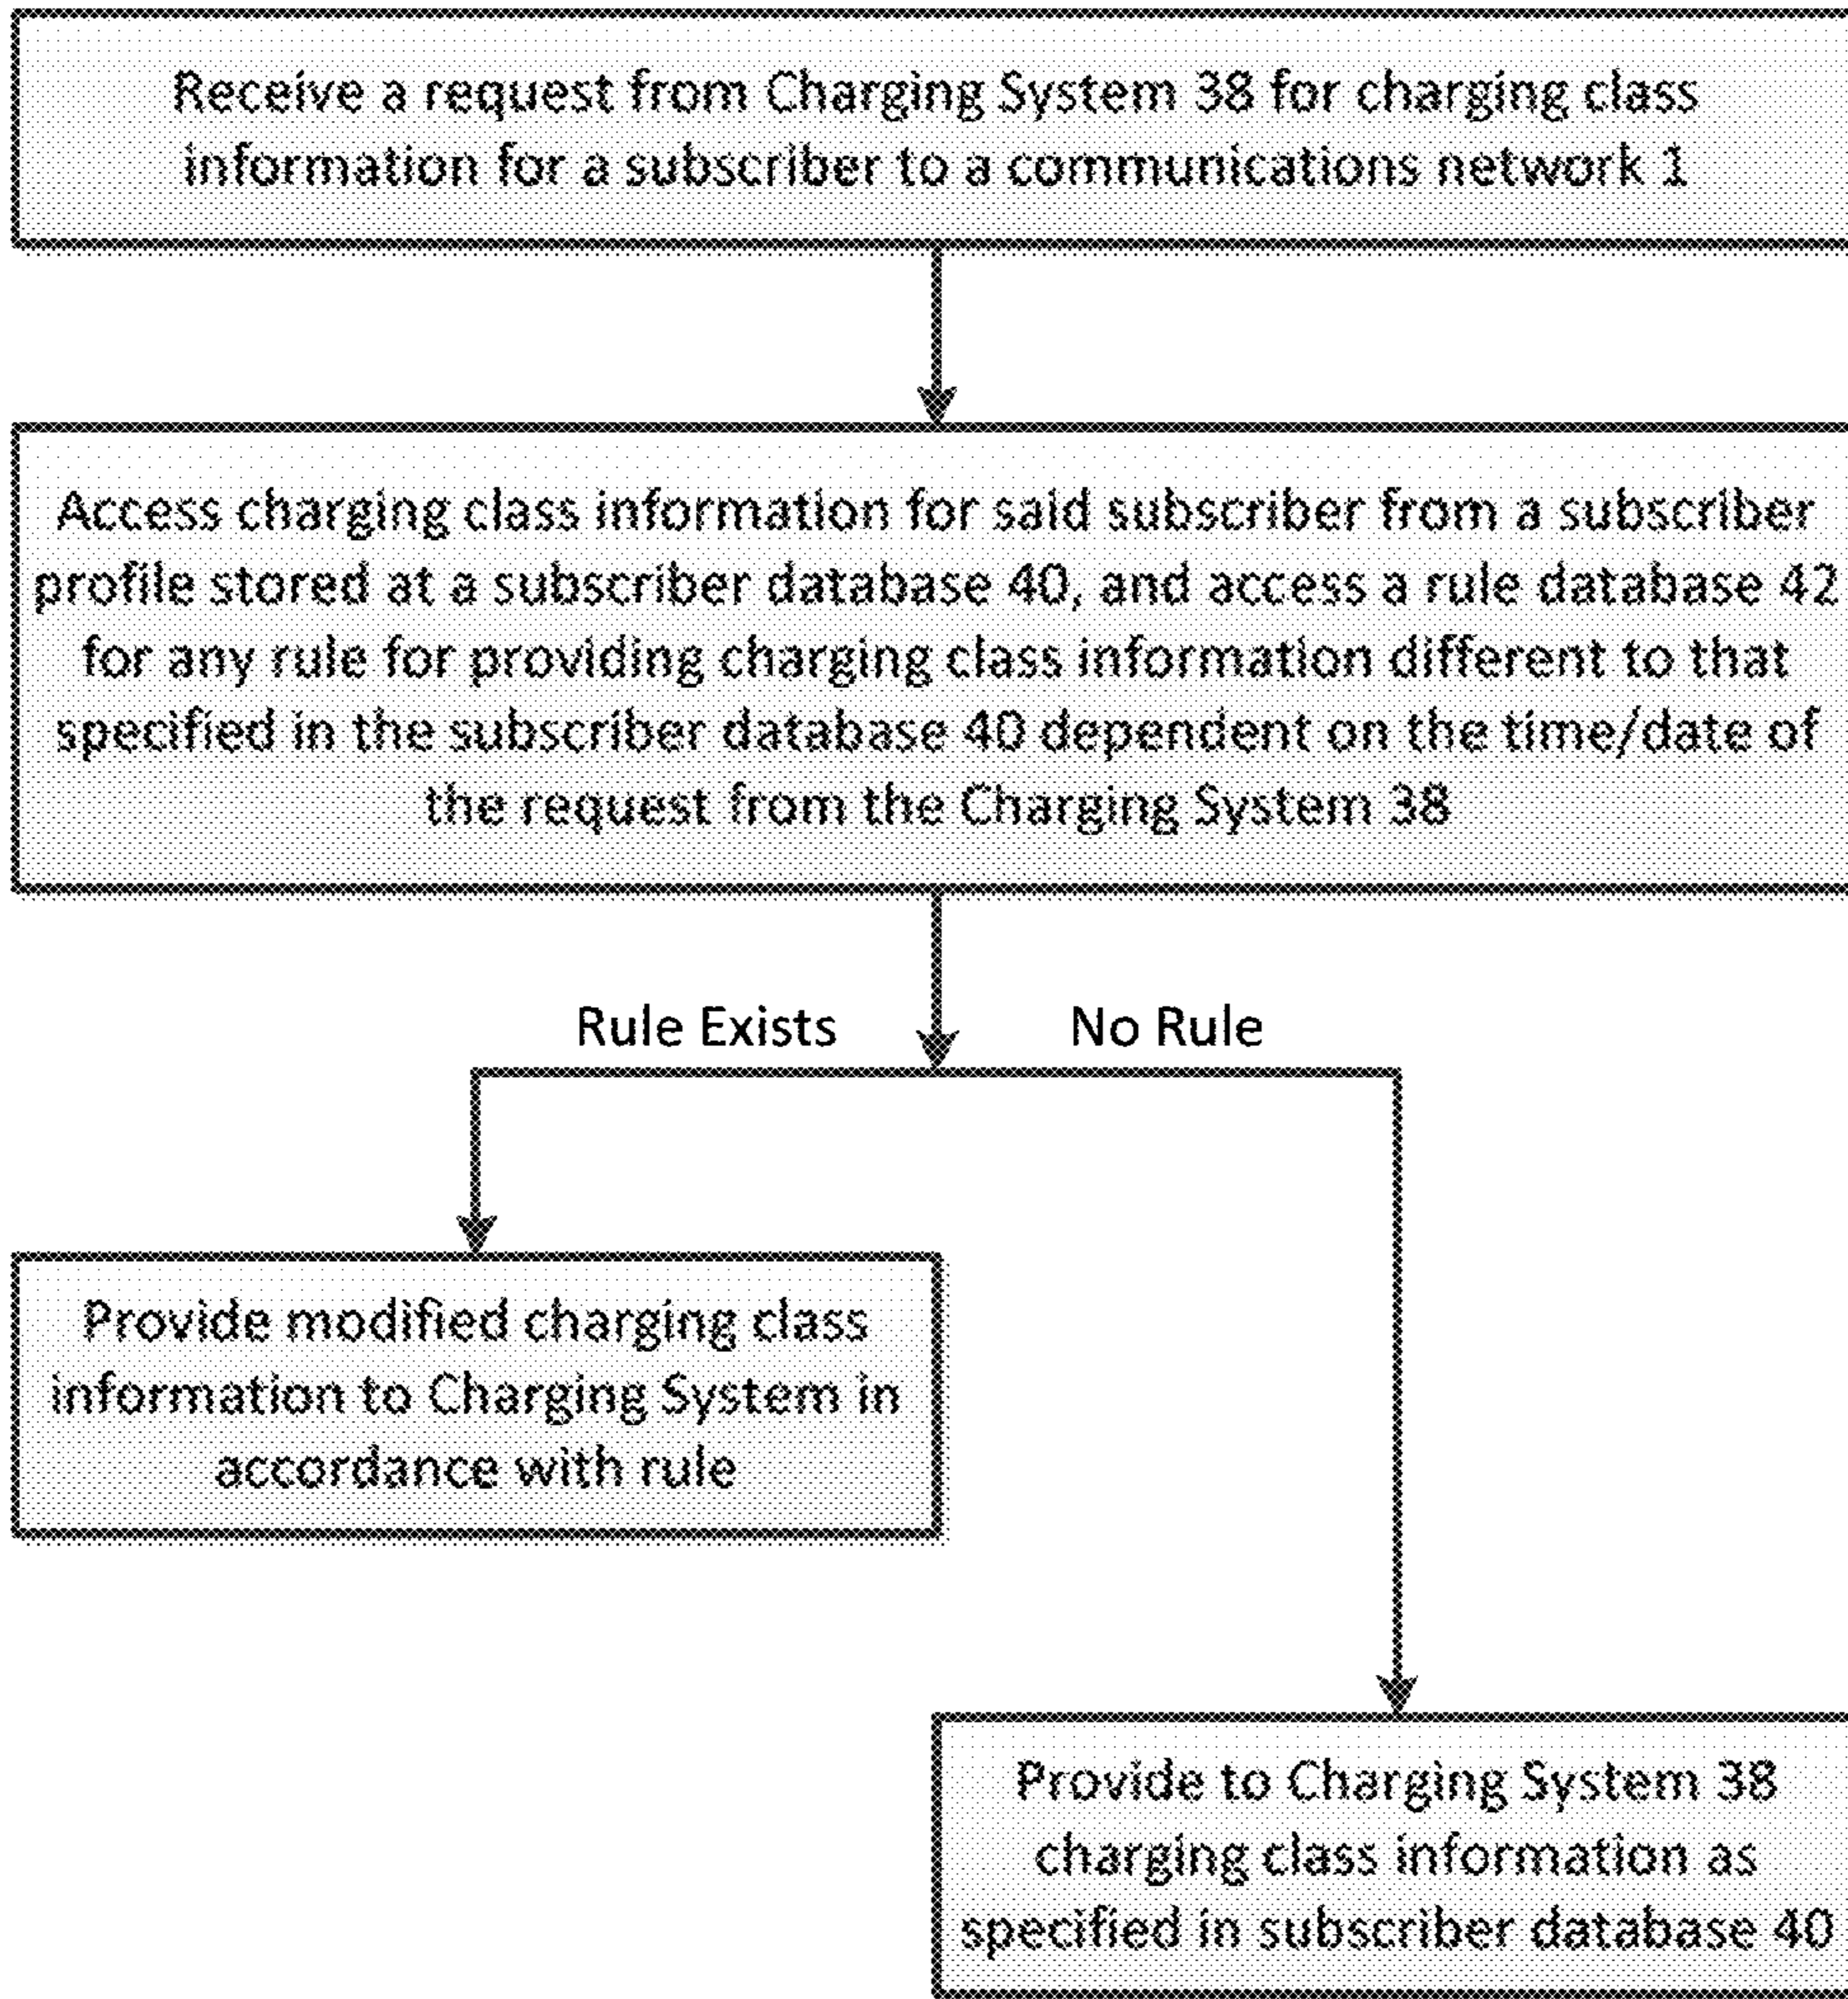 Receive a request from Charging System 38 for charging class
information for a subscriber to a communications network 1
Access charging class information for said subscriber from a subscriber
profile stored at a subscriber database 40, and access a rule database 42
for any rule for providing charging class information different to that
specified in the subscriber database 40 dependent on the time/date of
the request from the Charging System 38
Rule Exists
No Rule
Provide modified charging class
information to Charging System in
accordance with rule
Provide to Charging System 38
charging class information as
specified in subscriber database 40